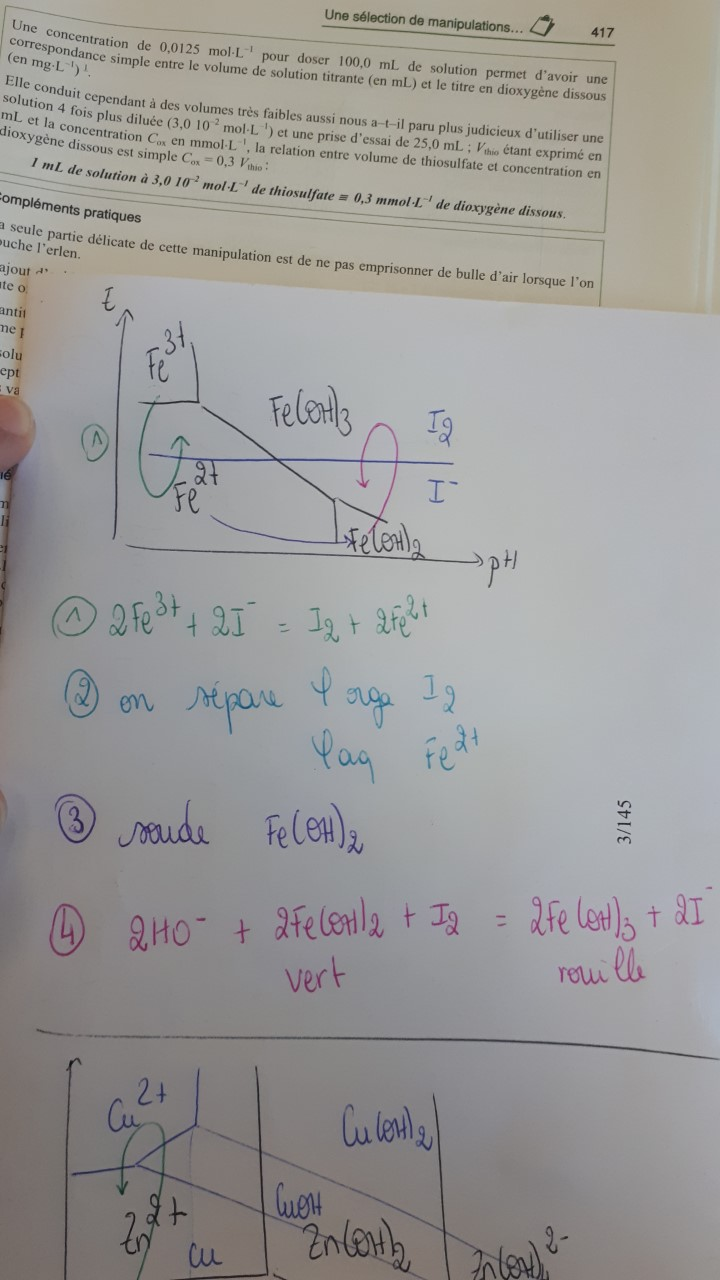 Une sélection de manipulations... 417
Une concentration de 0,0125 mol·L⁻¹ pour doser 100,0 mL de solution permet d'avoir une
correspondance simple entre le volume de solution titrante (en mL) et le titre en dioxygène dissous
(en mg·L⁻¹)
Elle conduit cependant à des volumes très faibles aussi nous a–t–il paru plus judicieux d'utiliser une
solution 4 fois plus diluée (3,0 10⁻² mol·L⁻¹) et une prise d'essai de 25,0 mL ; Vthio étant exprimé en
mL et la concentration Cox en mmol·L⁻¹, la relation entre volume de thiosulfate et concentration en
dioxygène dissous est simple Cox = 0,3 Vthio :
1 mL de solution à 3,0 10⁻² mol·L⁻¹ de thiosulfate ≡ 0,3 mmol·L⁻¹ de dioxygène dissous.
ompléments pratiques
a seule partie délicate de cette manipulation est de ne pas emprisonner de bulle d'air lorsque l'on
ouche l'erlen.
ajout
E
Fe³⁺
Fe(OH)₃
I₂
①
Fe²⁺
I⁻
Fe(OH)₂
pH
① 2Fe³⁺ + 2I⁻ = I₂ + 2Fe²⁺
② on sépare φ orga I₂
φaq Fe²⁺
3/145
③ soude Fe(OH)₂
④ 2HO⁻ + 2Fe(OH)₂ + I₂ = 2Fe(OH)₃ + 2I⁻
vert rouille
Cu²⁺
Cu(OH)₂
CuOH
Zn²⁺
Zn(OH)₂
Cu
Zn(OH)₄²⁻